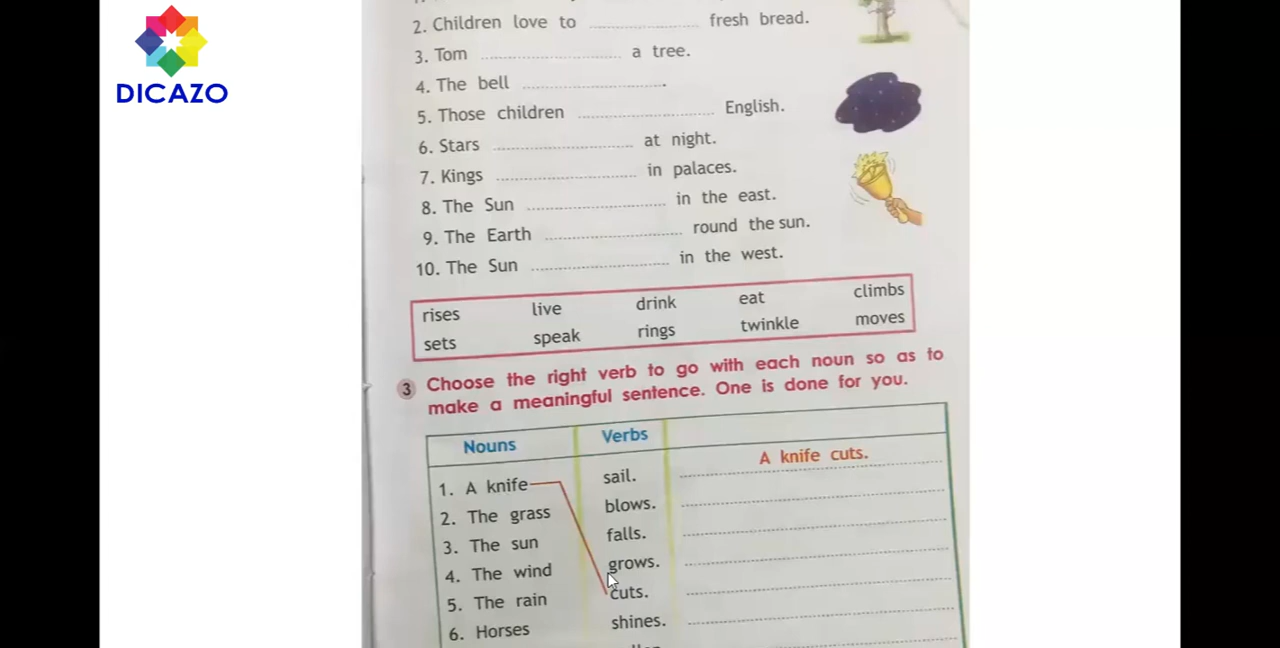 DICAZO
2. Children love to ............ fresh bread.
3. Tom ............ a tree.
4. The bell ............ .
5. Those children ............ English.
6. Stars ............ at night.
7. Kings ............ in palaces.
8. The Sun ............ in the east.
9. The Earth ............ round the sun.
10. The Sun ............ in the west.
rises live drink eat climbs
sets speak rings twinkle moves
3 Choose the right verb to go with each noun so as to
make a meaningful sentence. One is done for you.
Nouns Verbs
1. A knife sail. A knife cuts.
2. The grass blows.
3. The sun falls.
4. The wind grows.
5. The rain cuts.
6. Horses shines.